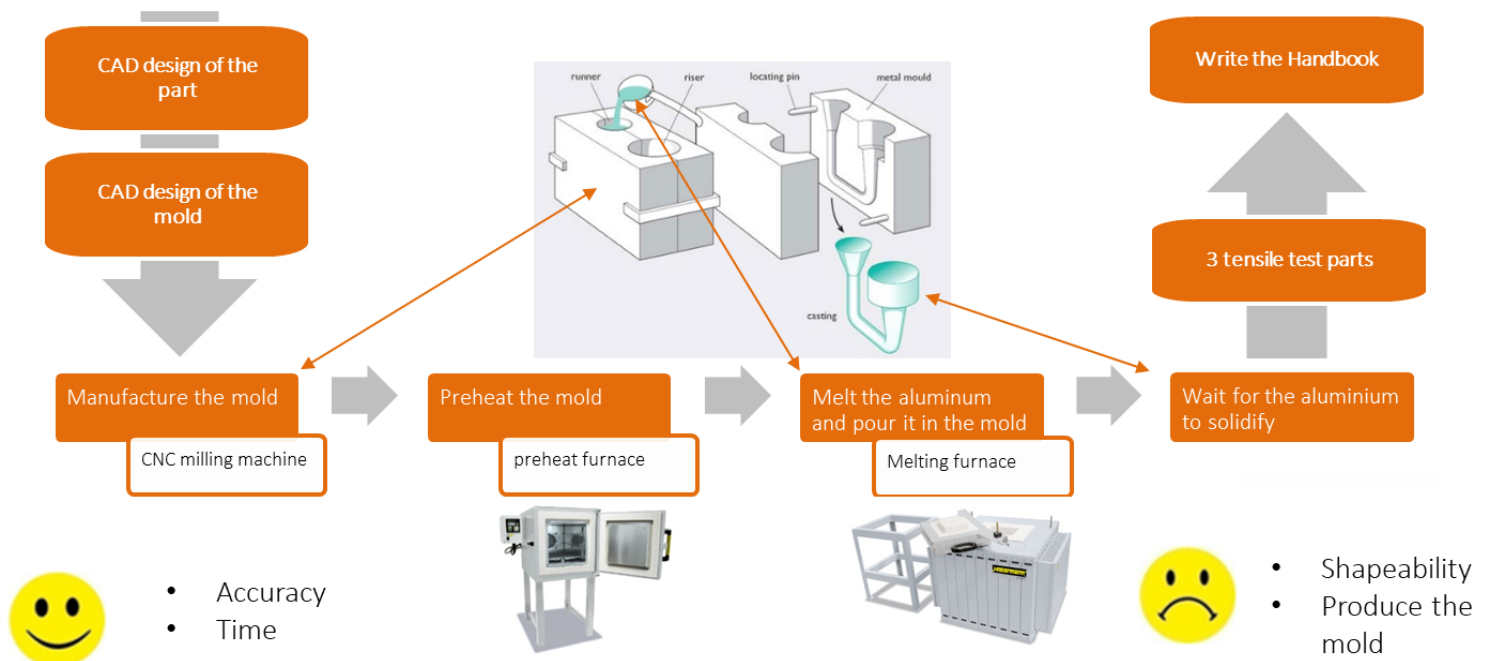 CAD design of the
part
CAD design of the
mold
runner
riser
locating pin
metal mould
casting
Write the Handbook
3 tensile test parts
Manufacture the mold
CNC milling machine
Preheat the mold
preheat furnace
Melt the aluminum
and pour it in the mold
Melting furnace
Wait for the aluminium
to solidify
• Accuracy
• Time
• Shapeability
• Produce the
mold